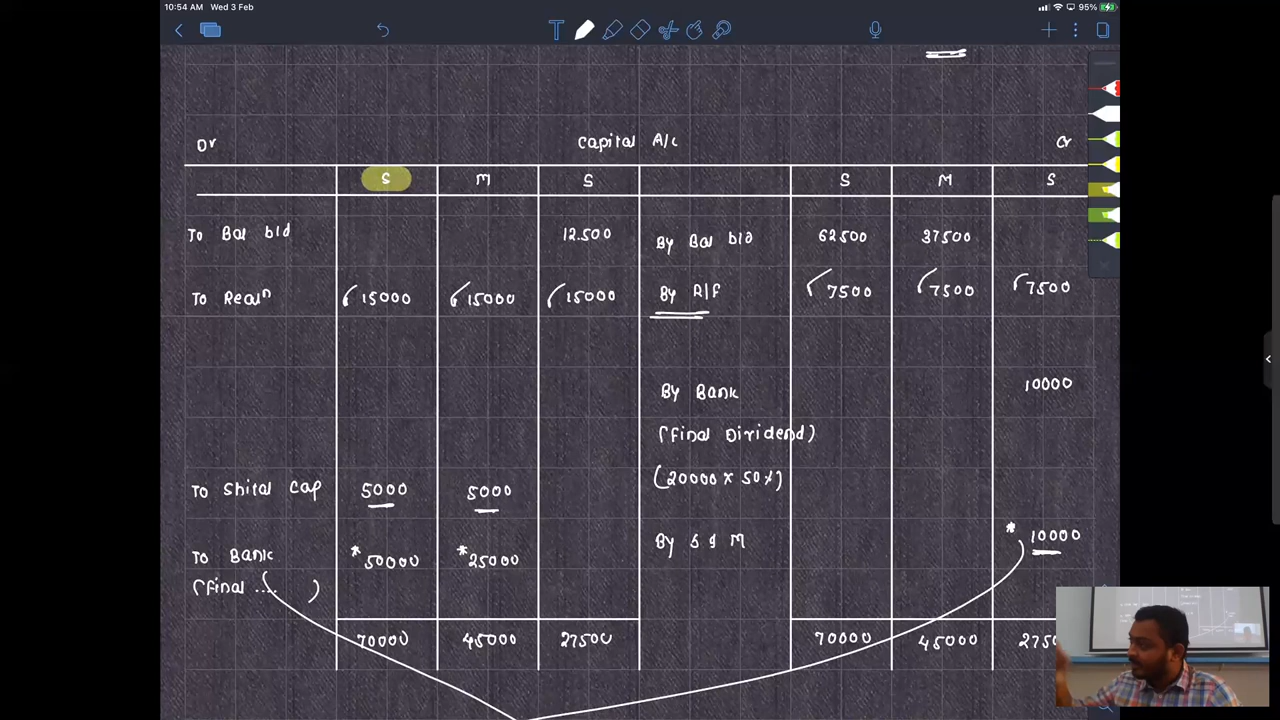 10:54 AM Wed 3 Feb
95%
T
Dr Capital A/c Cr
S M S S M S
To Bal b/d 12.500 By Bal b/d 62500 37500
To Realn 15000 15000 15000 By R/F 7500 7500 7500
By Bank 10000
(Final Dividend)
(20000 x 50%)
To Shital Cap 5000 5000
By S & M * 10000
To Bank * 50000 * 25000
(Final .... )
70000 45000 27500 70000 45000 2750